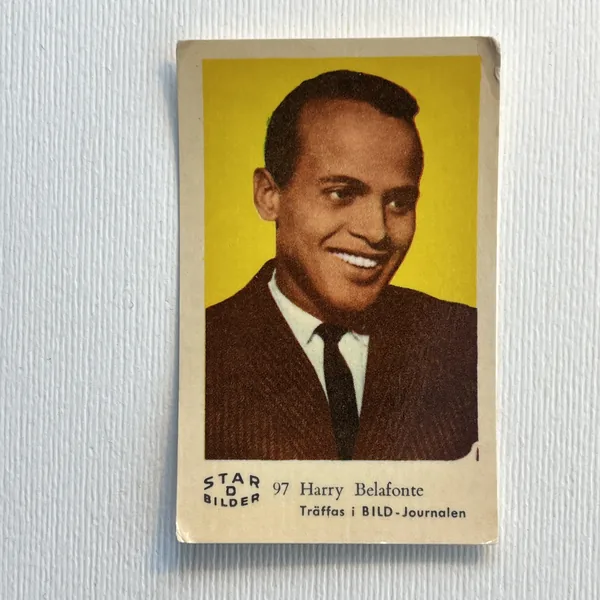 STAR
D
BILDER
97 Harry Belafonte
Träffas i BILD-Journalen